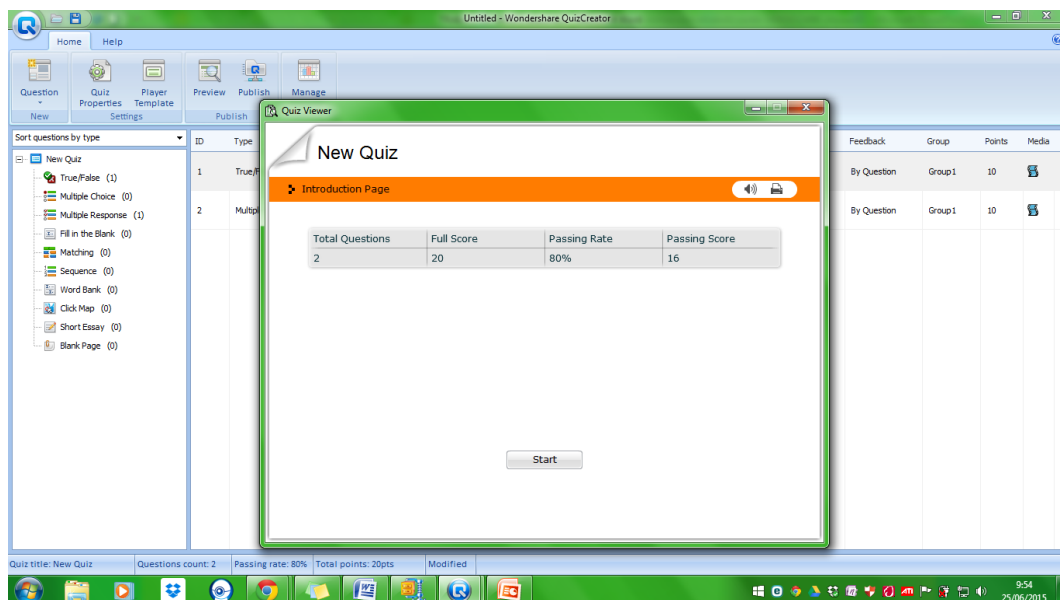 Untitled - Wondershare QuizCreator
Home Help
Question Quiz Properties Player Template Preview Publish Manage
New Settings Publish
Sort questions by type
New Quiz
True/False (1)
Multiple Choice (0)
Multiple Response (1)
Fill in the Blank (0)
Matching (0)
Sequence (0)
Word Bank (0)
Click Map (0)
Short Essay (0)
Blank Page (0)
ID Type Feedback Group Points Media
1 True/F By Question Group1 10
2 Multipl By Question Group1 10
Quiz Viewer
New Quiz
Introduction Page
Total Questions Full Score Passing Rate Passing Score
2 20 80% 16
Start
Quiz title: New Quiz Questions count: 2 Passing rate: 80% Total points: 20pts Modified
9:54
25/06/2015